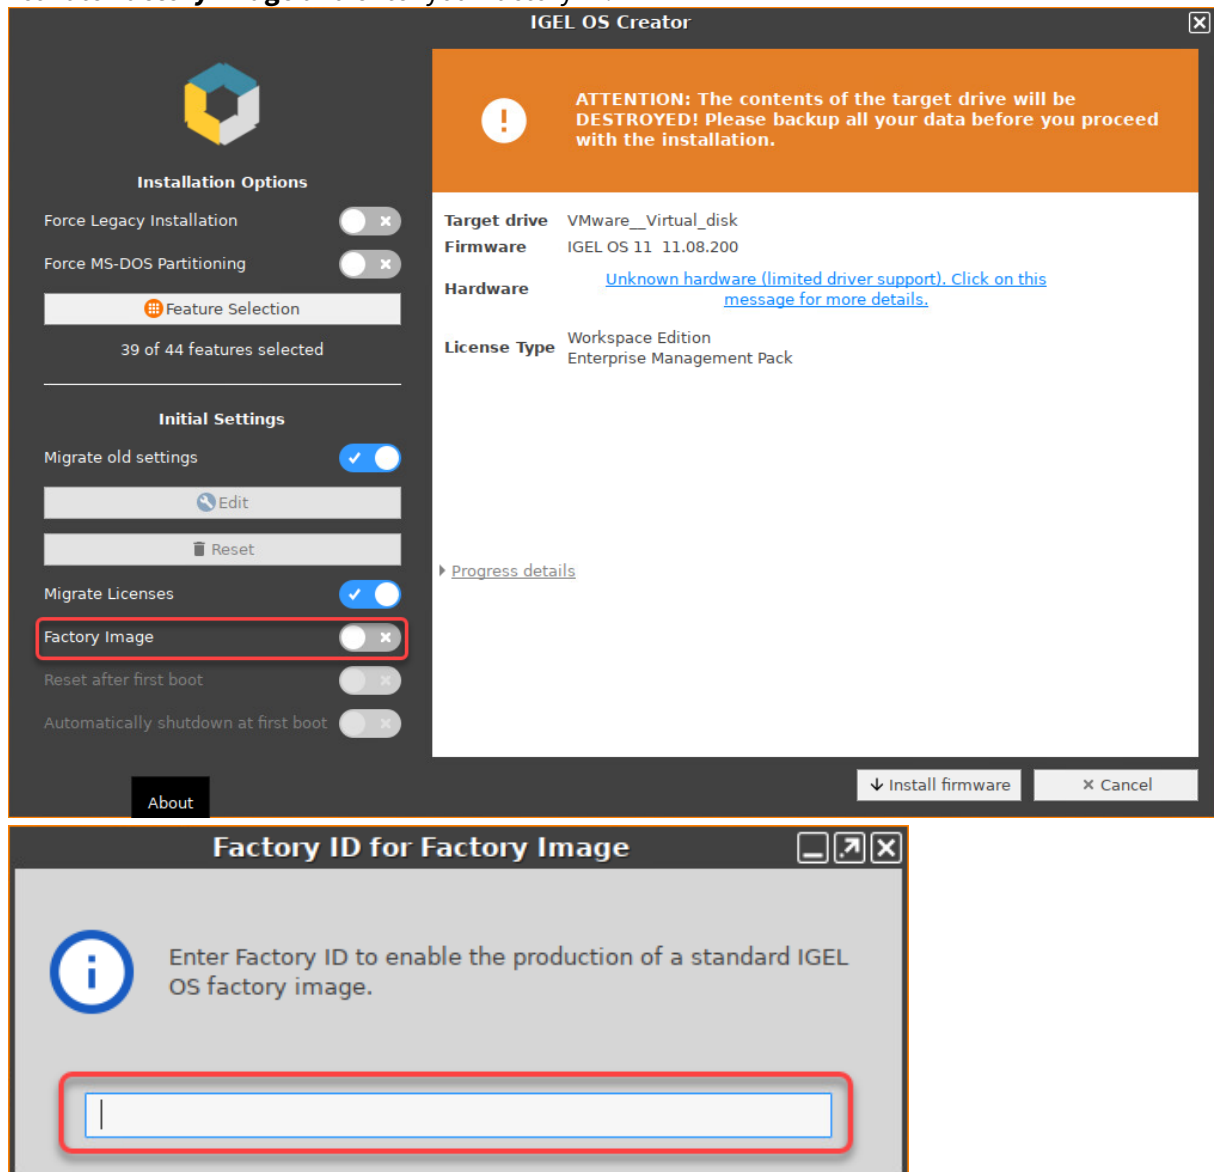 IGEL OS Creator
ATTENTION: The contents of the target drive will be
DESTROYED! Please backup all your data before you proceed
with the installation.
Installation Options
Force Legacy Installation
Force MS-DOS Partitioning
Feature Selection
39 of 44 features selected
Initial Settings
Migrate old settings
Edit
Reset
Migrate Licenses
Factory Image
Reset after first boot
Automatically shutdown at first boot
About
Target drive VMware__Virtual_disk
Firmware IGEL OS 11 11.08.200
Hardware Unknown hardware (limited driver support). Click on this
message for more details.
License Type Workspace Edition
Enterprise Management Pack
Progress details
Install firmware
Cancel
Factory ID for Factory Image
Enter Factory ID to enable the production of a standard IGEL
OS factory image.